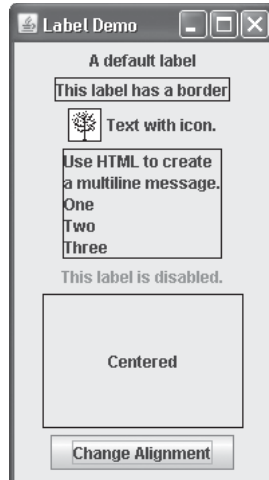 Label Demo
A default label
This label has a border
Text with icon.
Use HTML to create
a multiline message.
One
Two
Three
This label is disabled.
Centered
Change Alignment